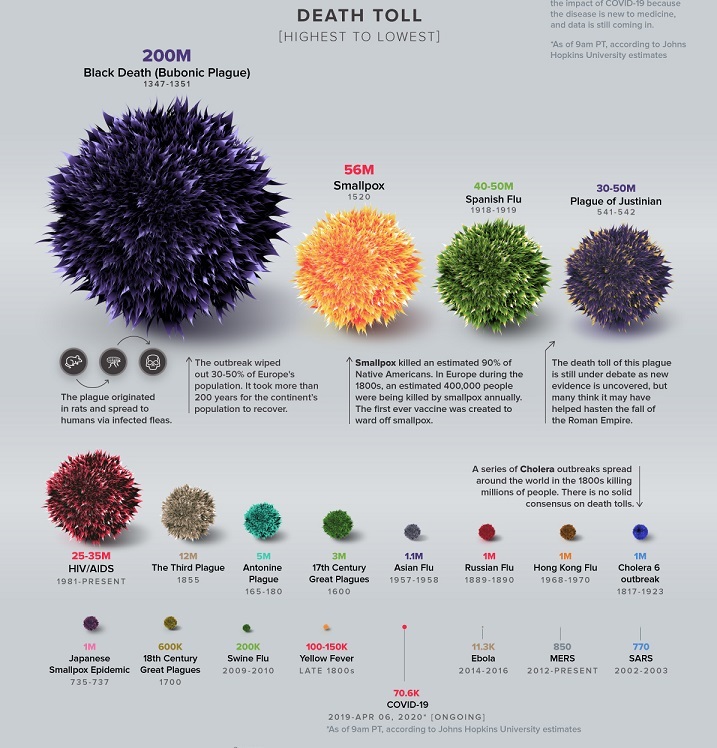 the impact of COVID-19 because
the disease is new to medicine,
and data is still coming in.
*As of 9am PT, according to Johns
Hopkins University estimates
DEATH TOLL
[HIGHEST TO LOWEST]
200M
Black Death (Bubonic Plague)
1347-1351
56M
Smallpox
1520
40-50M
Spanish Flu
1918-1919
30-50M
Plague of Justinian
541-542
The plague originated
in rats and spread to
humans via infected fleas.
The outbreak wiped
out 30-50% of Europe's
population. It took more than
200 years for the continent's
population to recover.
Smallpox killed an estimated 90% of
Native Americans. In Europe during the
1800s, an estimated 400,000 people
were being killed by smallpox annually.
The first ever vaccine was created to
ward off smallpox.
The death toll of this plague
is still under debate as new
evidence is uncovered, but
many think it may have
helped hasten the fall of
the Roman Empire.
A series of Cholera outbreaks spread
around the world in the 1800s killing
millions of people. There is no solid
consensus on death tolls.
25-35M
HIV/AIDS
1981-PRESENT
12M
The Third Plague
1855
5M
Antonine
Plague
165-180
3M
17th Century
Great Plagues
1600
1.1M
Asian Flu
1957-1958
1M
Russian Flu
1889-1890
1M
Hong Kong Flu
1968-1970
1M
Cholera 6
outbreak
1817-1923
1M
Japanese
Smallpox Epidemic
735-737
600K
18th Century
Great Plagues
1700
200K
Swine Flu
2009-2010
100-150K
Yellow Fever
LATE 1800s
70.6K
COVID-19
2019-APR 06, 2020* [ONGOING]
*As of 9am PT, according to Johns Hopkins University estimates
11.3K
Ebola
2014-2016
850
MERS
2012-PRESENT
770
SARS
2002-2003